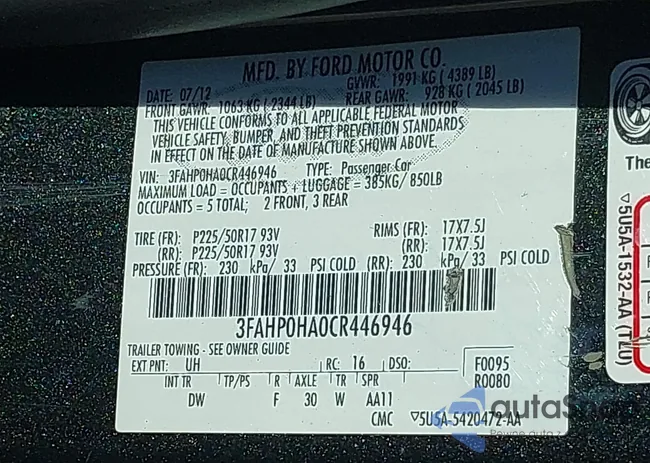 MFD. BY FORD MOTOR CO.
DATE: 07/12 GVWR: 1991 KG ( 4389 LB)
FRONT GAWR: 1063 KG ( 2344 LB) REAR GAWR: 928 KG ( 2045 LB)
THIS VEHICLE CONFORMS TO ALL APPLICABLE FEDERAL MOTOR
VEHICLE SAFETY, BUMPER, AND THEFT PREVENTION STANDARDS
IN EFFECT ON THE DATE OF MANUFACTURE SHOWN ABOVE.
VIN: 3FAHP0HA0CR446946 TYPE: Passenger Car
MAXIMUM LOAD = OCCUPANTS + LUGGAGE = 385KG/ 850LB
OCCUPANTS = 5 TOTAL; 2 FRONT, 3 REAR
TIRE (FR): P225/50R17 93V RIMS (FR): 17X7.5J
(RR): P225/50R17 93V (RR): 17X7.5J
PRESSURE (FR): 230 kPa/ 33 PSI COLD (RR): 230 kPa/ 33 PSI COLD
3FAHP0HA0CR446946
TRAILER TOWING - SEE OWNER GUIDE
EXT PNT: UH RC: 16 DSO: F0095
R0080
INT TR TP/PS R AXLE TR SPR
DW F 30 W AA11
CMC ▽5U5A-5420472-AA
The
▽5U5A-1532-AA (TLU)